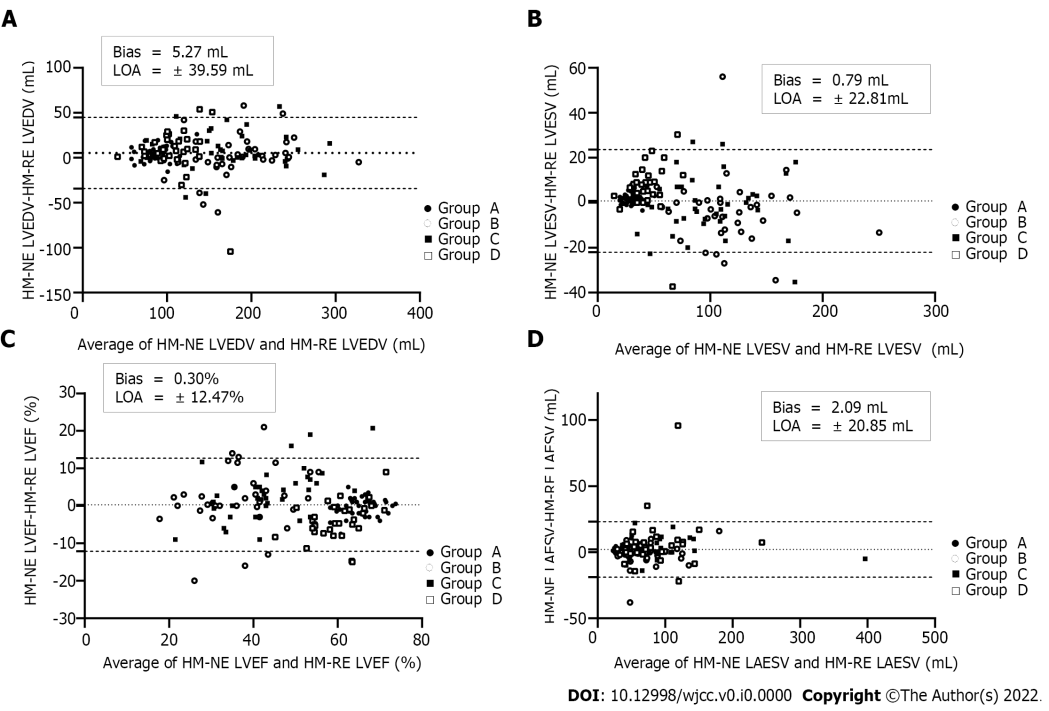 A
Bias = 5.27 mL
LOA = ± 39.59 mL
HM-NE LVEDV-HM-RE LVEDV (mL)
100
50
0
-50
-100
-150
0
100
200
300
400
Average of HM-NE LVEDV and HM-RE LVEDV (mL)
Group A
Group B
Group C
Group D
B
Bias = 0.79 mL
LOA = ± 22.81mL
HM-NE LVESV-HM-RE LVESV (mL)
60
40
20
0
-20
-40
0
100
200
300
Average of HM-NE LVESV and HM-RE LVESV (mL)
Group A
Group B
Group C
Group D
C
Bias = 0.30%
LOA = ± 12.47%
HM-NE LVEF-HM-RE LVEF (%)
30
20
10
0
-10
-20
-30
0
20
40
60
80
Average of HM-NE LVEF and HM-RE LVEF (%)
Group A
Group B
Group C
Group D
D
Bias = 2.09 mL
LOA = ± 20.85 mL
HM-NE LAESV-HM-RE LAESV (mL)
100
50
0
-50
0
100
200
300
400
500
Average of HM-NE LAESV and HM-RE LAESV (mL)
Group A
Group B
Group C
Group D
DOI: 10.12998/wjcc.v0.i0.0000 Copyright ©The Author(s) 2022.